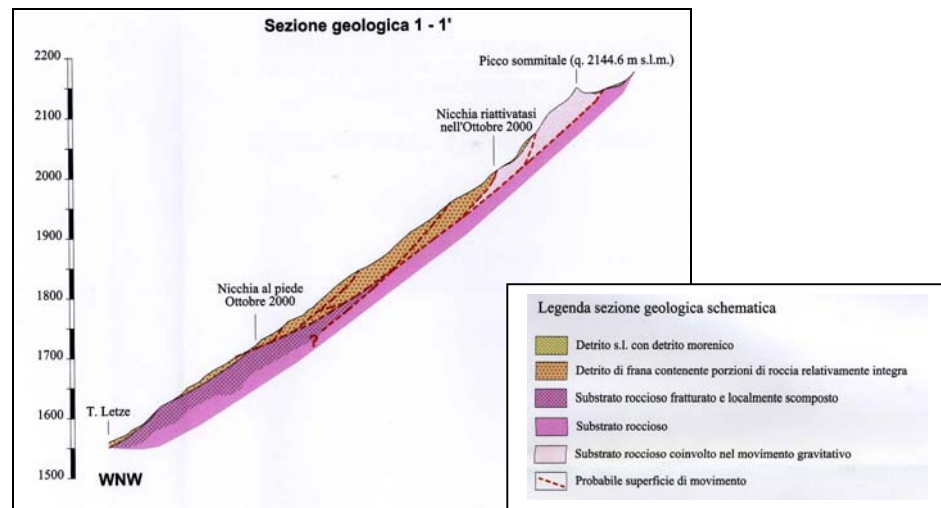 Sezione geologica 1 - 1'
2200
2100
2100
2000
1900
1800
1700
1600
1500
Picco sommitale (q. 2144.6 m s.l.m.)
Nicchia riattivatasi
nell'Ottobre 2000
Nicchia al piede
Ottobre 2000
?
T. Letze
WNW
Legenda sezione geologica schematica
Detrito s.l. con detrito morenico
Detrito di frana contenente porzioni di roccia relativamente integra
Substrato roccioso fratturato e localmente scomposto
Substrato roccioso
Substrato roccioso coinvolto nel movimento gravitativo
Probabile superficie di movimento